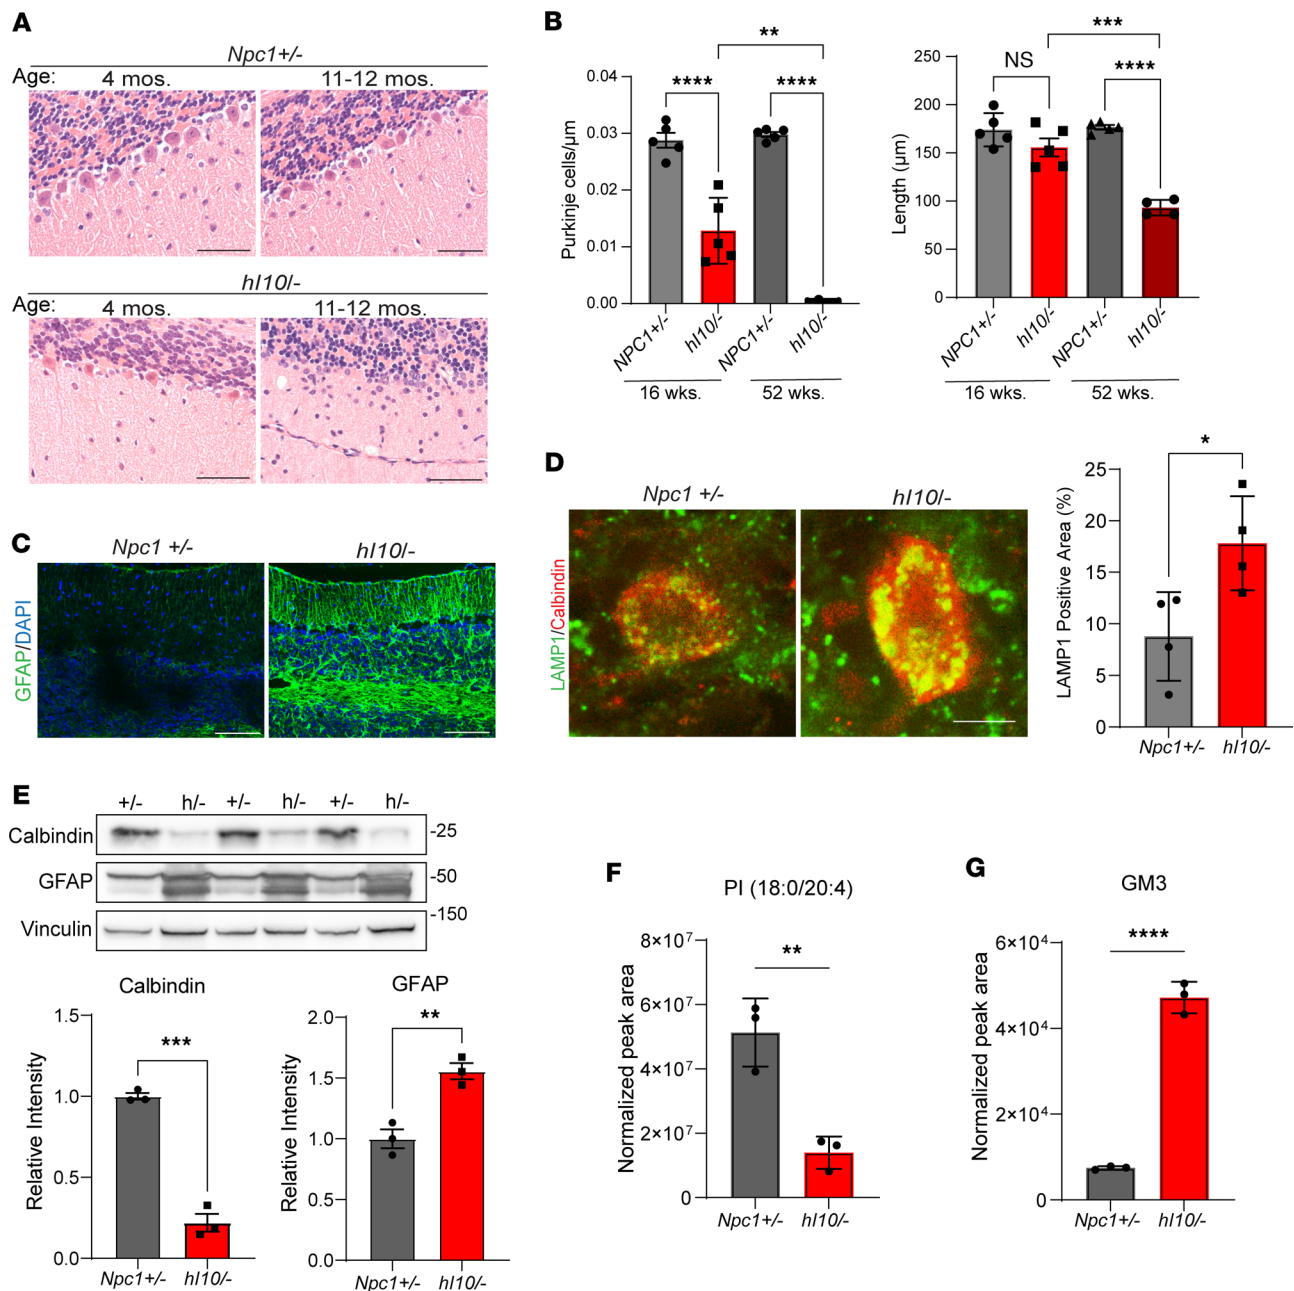 A
Npc1+/-
Age: 4 mos. 11-12 mos.
hI10/-
Age: 4 mos. 11-12 mos.
B
** 
0.04
0.03
0.02
0.01
0.00
Purkinje cells/µm
**** ****
NPC1+/- hI10/- NPC1+/- hI10/-
16 wks. 52 wks.
***
NS ****
250
200
150
100
50
0
Length (µm)
NPC1+/- hI10/- NPC1+/- hI10/-
16 wks. 52 wks.
C
Npc1 +/- hI10/-
GFAP/DAPI
D
Npc1 +/- hI10/-
LAMP1/Calbindin
*
25
20
15
10
5
0
LAMP1 Positive Area (%)
Npc1+/- hI10/-
E
+/- h/- +/- h/- +/- h/-
Calbindin -25
GFAP -50
Vinculin -150
Calbindin
1.5
1.0
0.5
0.0
Relative Intensity
***
Npc1+/- hI10/-
GFAP
2.0
1.5
1.0
0.5
0.0
Relative Intensity
**
Npc1+/- hI10/-
F
PI (18:0/20:4)
8×10⁷
6×10⁷
4×10⁷
2×10⁷
0
Normalized peak area
**
Npc1+/- hI10/-
G
GM3
6×10⁴
4×10⁴
2×10⁴
0
Normalized peak area
****
Npc1+/- hI10/-